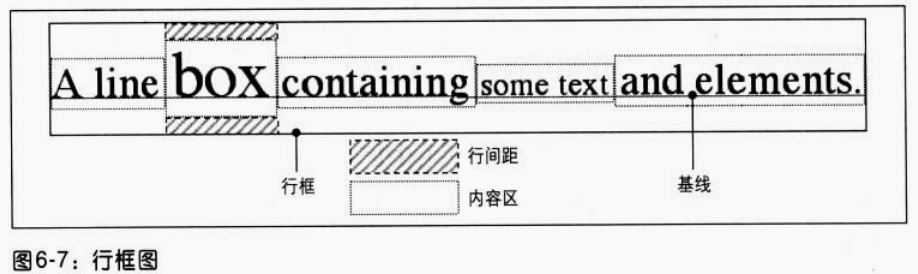 A line box containing some text and elements.
行间距
行框
内容区
基线
图6-7：行框图